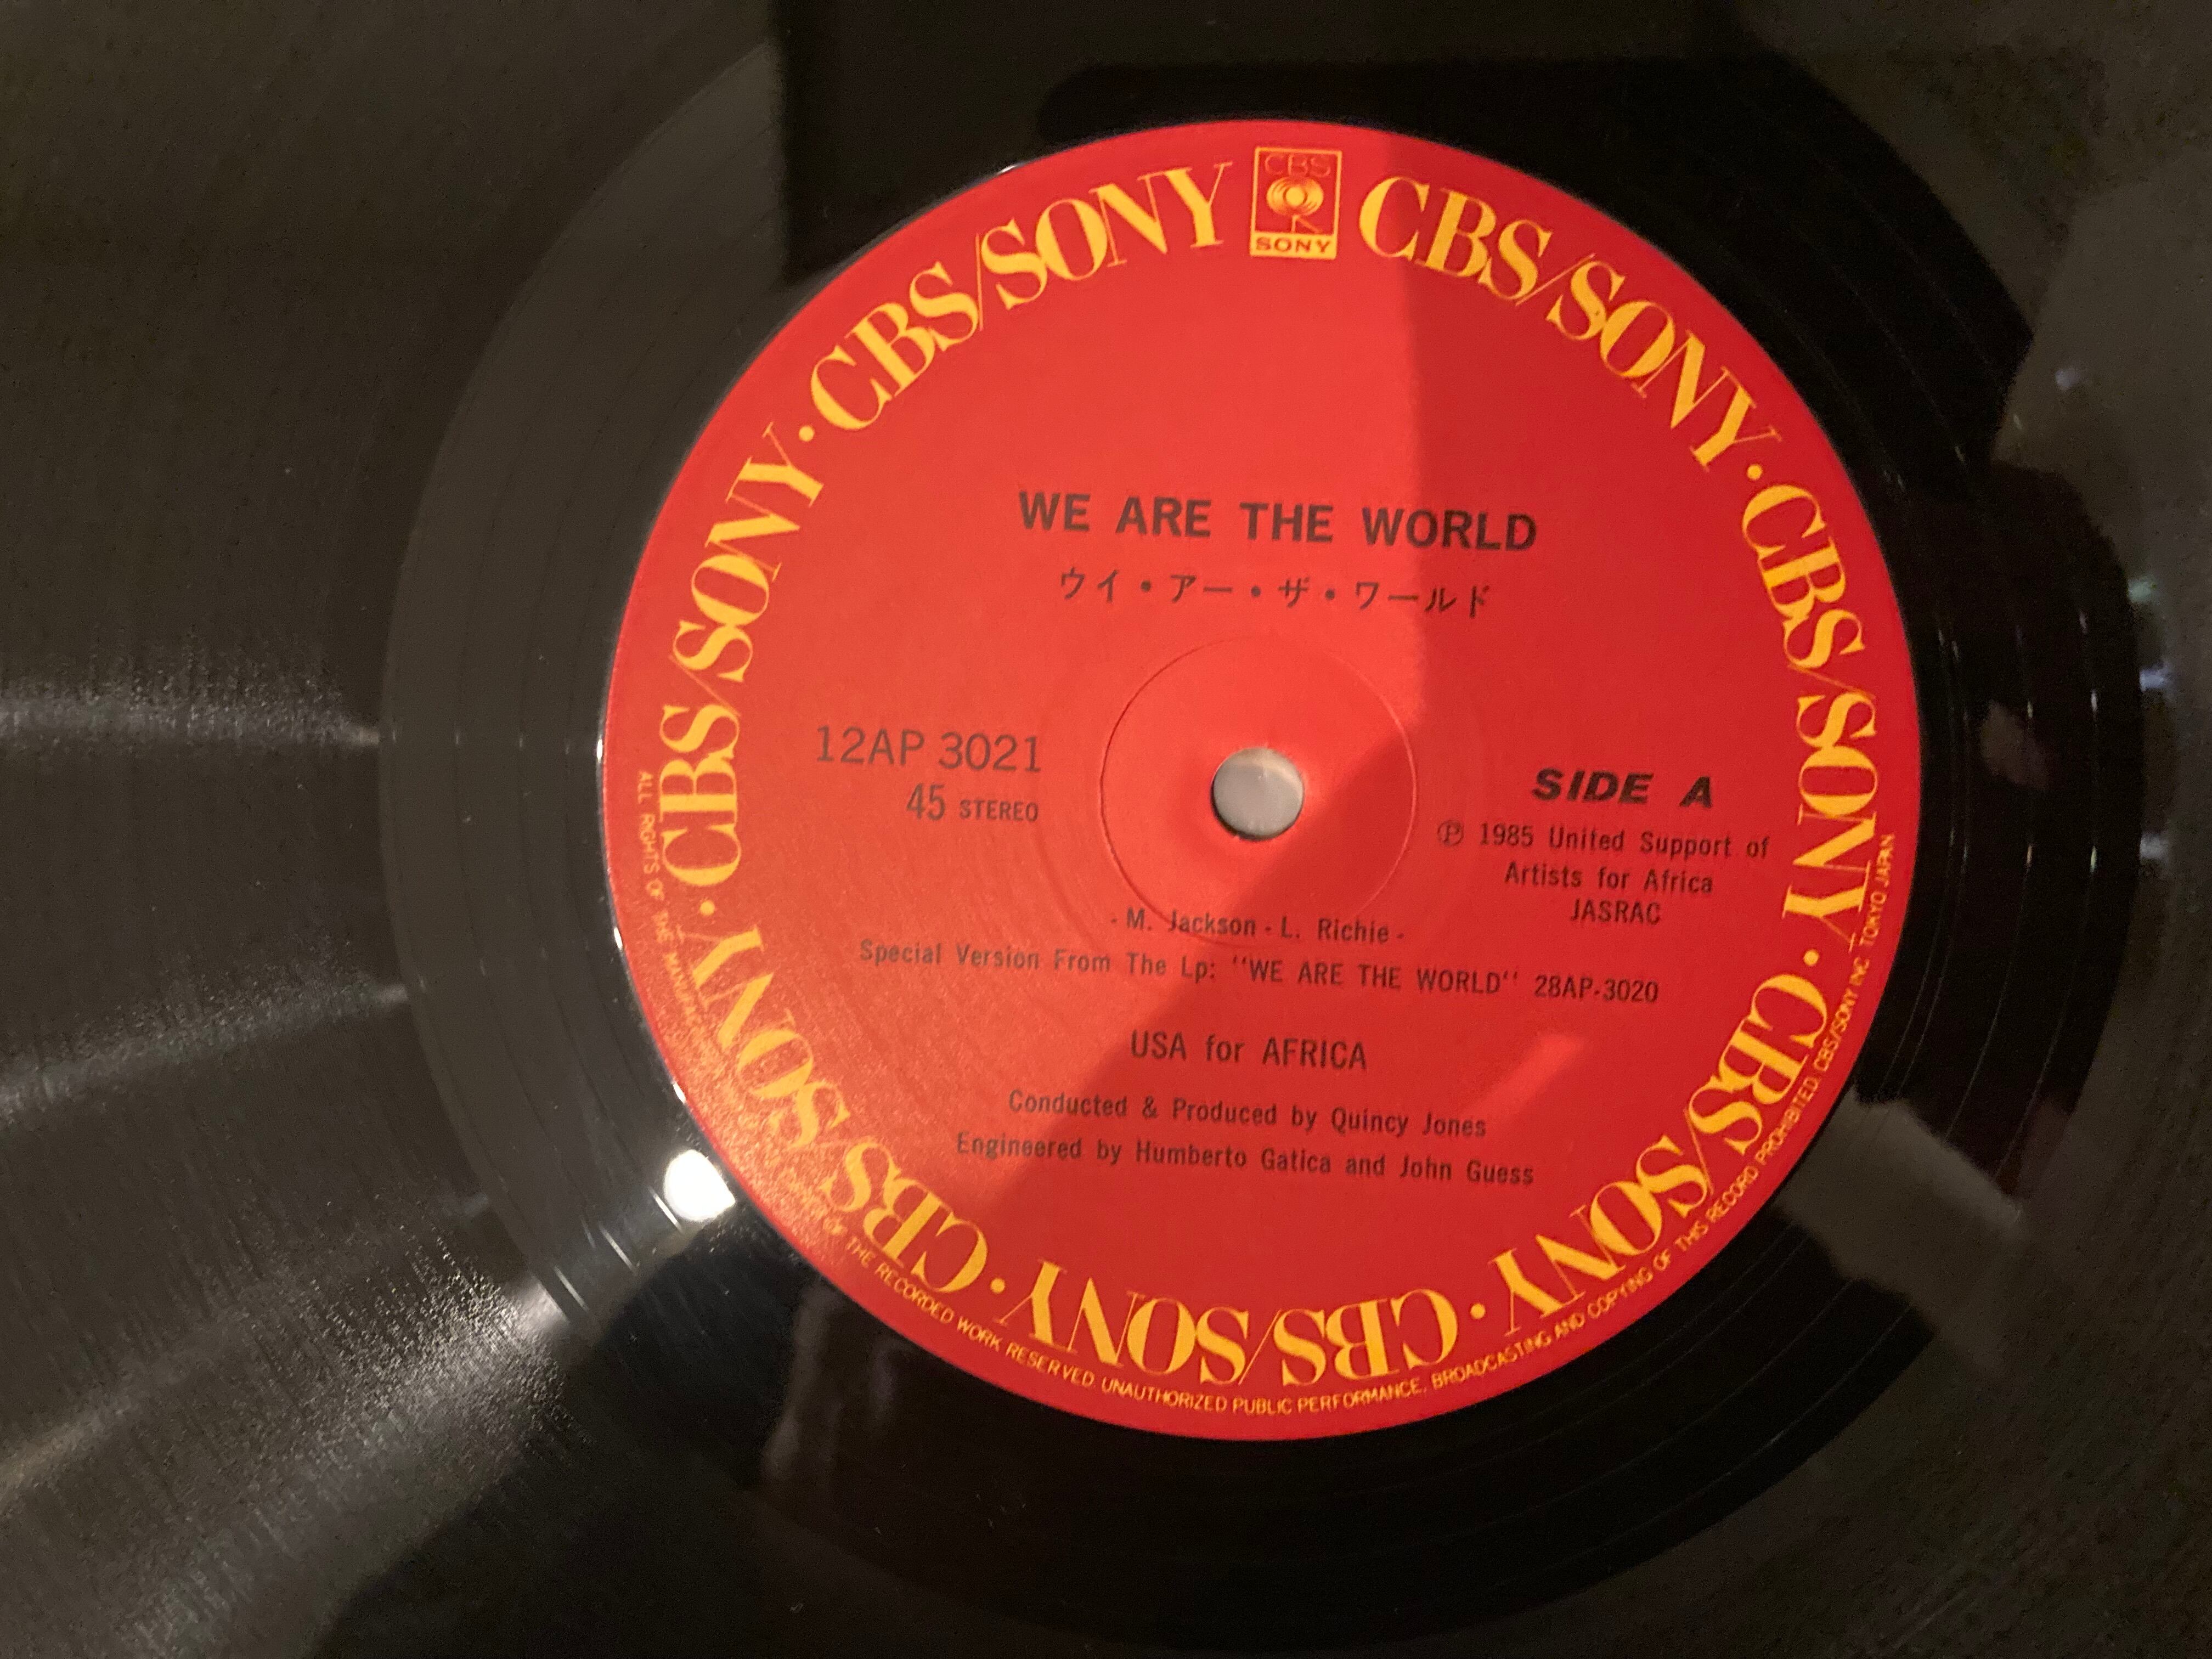 CBS
SONY
CBS/SONY · CBS/SONY · CBS/SONY · CBS/SONY · CBS/SONY · CBS/SONY · CBS/SONY · CBS/SONY
WE ARE THE WORLD
ウイ・アー・ザ・ワールド
12AP 3021
45 STEREO
SIDE A
Ⓟ 1985 United Support of
Artists for Africa
JASRAC
- M. Jackson - L. Richie -
Special Version From The Lp: "WE ARE THE WORLD" 28AP-3020
USA for AFRICA
Conducted & Produced by Quincy Jones
Engineered by Humberto Gatica and John Guess
ALL RIGHTS OF THE OF THE RECORDED WORK RESERVED. UNAUTHORIZED PUBLIC PERFORMANCE, BROADCASTING AND COPYING OF THIS RECORD PROHIBITED. CBS/SONY INC. TOKYO JAPAN